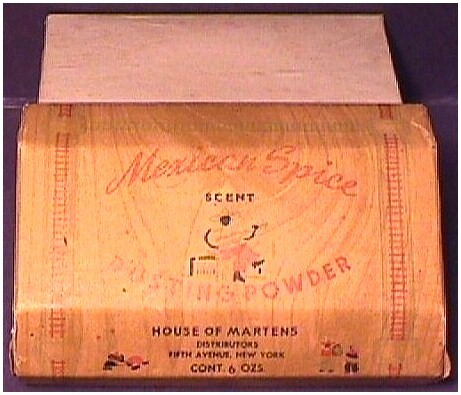 Mexican Spice
SCENT
DUSTING POWDER
HOUSE OF MARTENS
DISTRIBUTORS
FIFTH AVENUE, NEW YORK
CONT. 6 OZS.